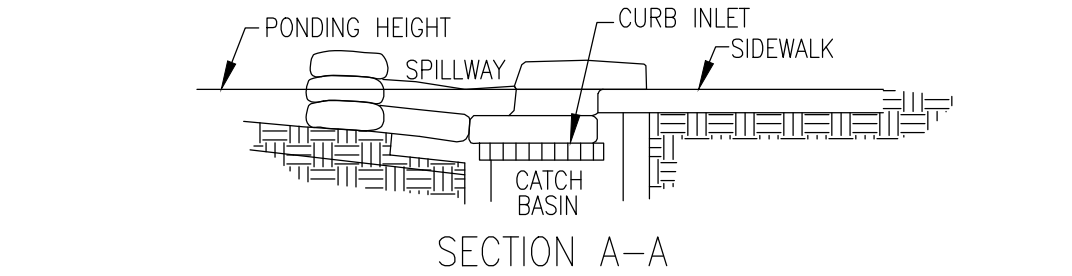 PONDING HEIGHT
CURB INLET
SIDEWALK
SPILLWAY
CATCH
BASIN
SECTION A-A